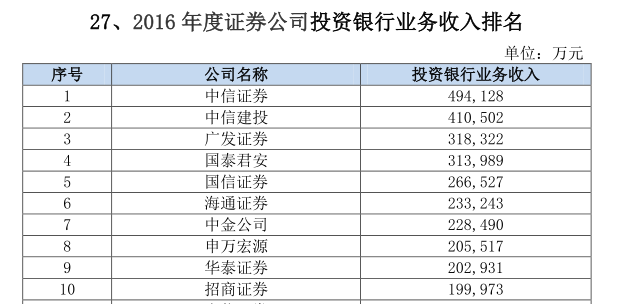 27、2016 年度证券公司投资银行业务收入排名
单位：万元
序号 公司名称 投资银行业务收入
1 中信证券 494,128
2 中信建投 410,502
3 广发证券 318,322
4 国泰君安 313,989
5 国信证券 266,527
6 海通证券 233,243
7 中金公司 228,490
8 申万宏源 205,517
9 华泰证券 202,931
10 招商证券 199,973